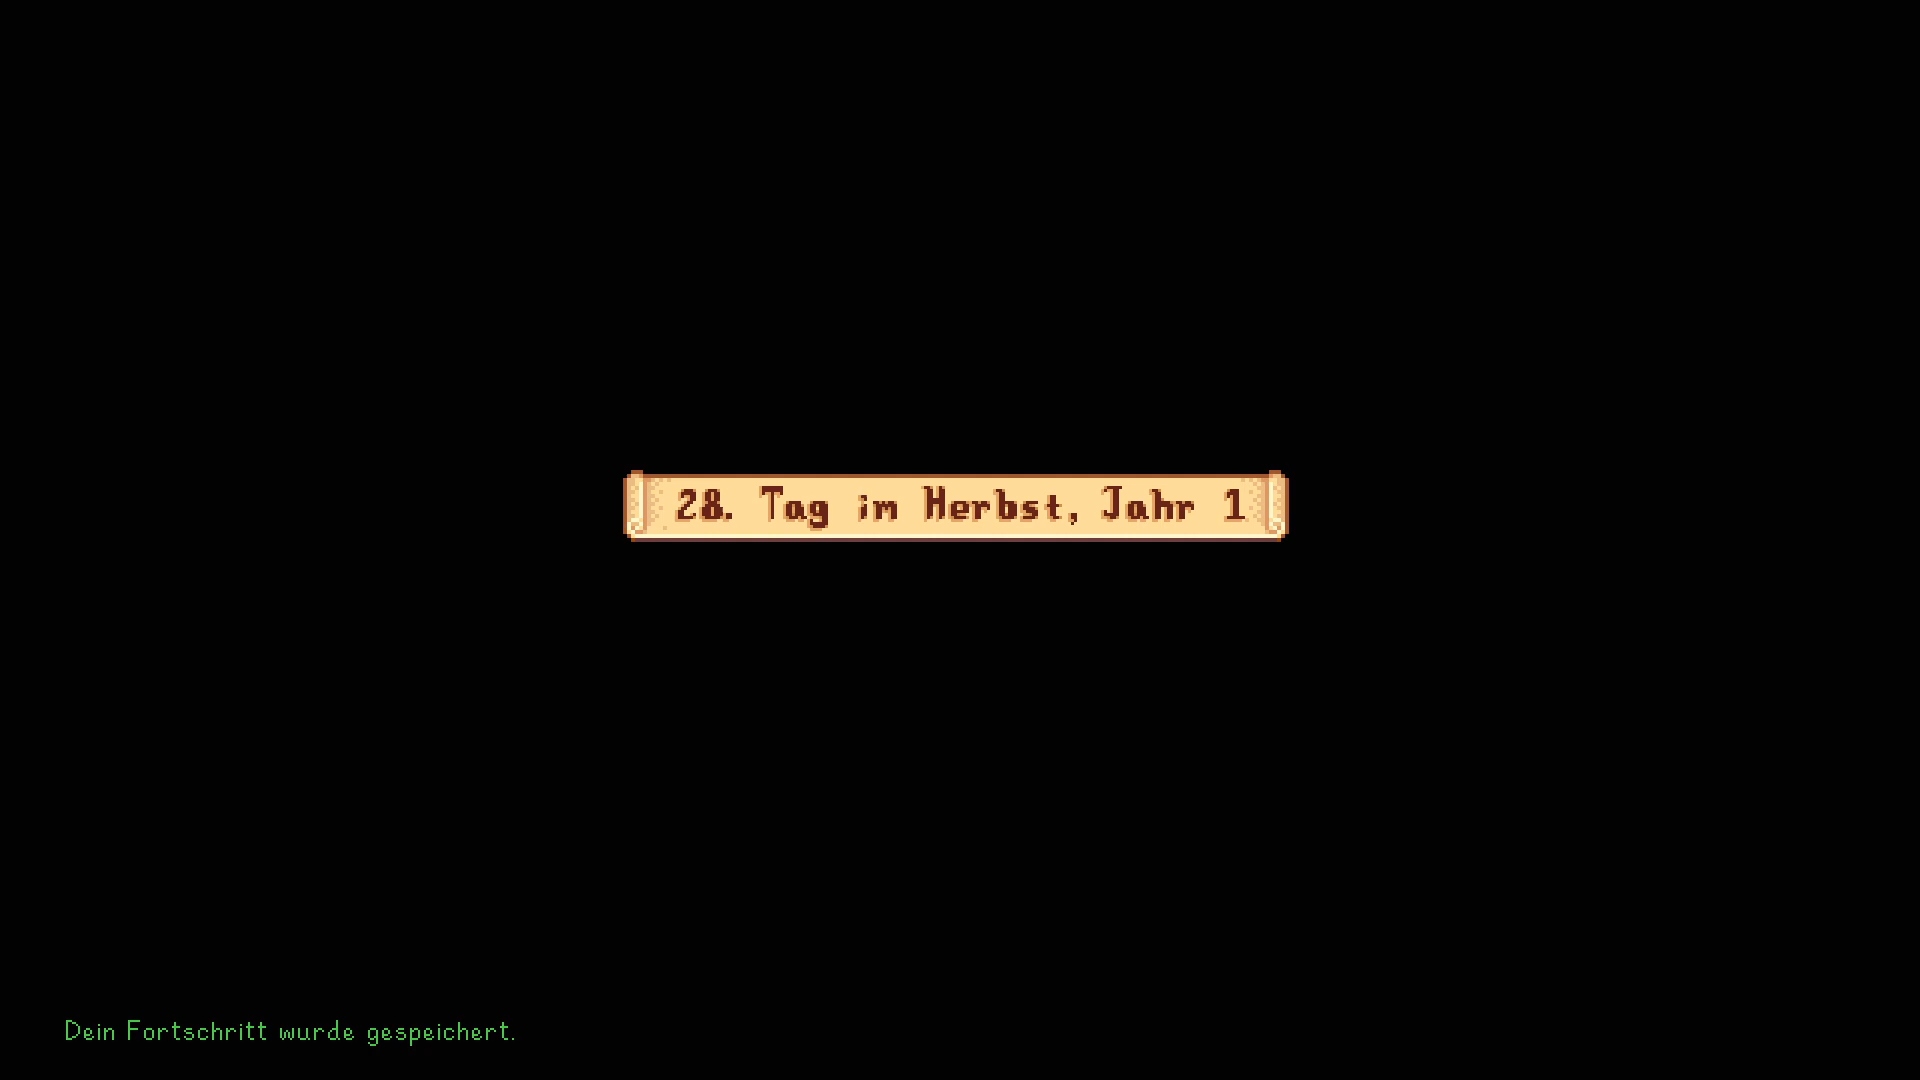 28. Tag im Herbst, Jahr 1
Dein Fortschritt wurde gespeichert.